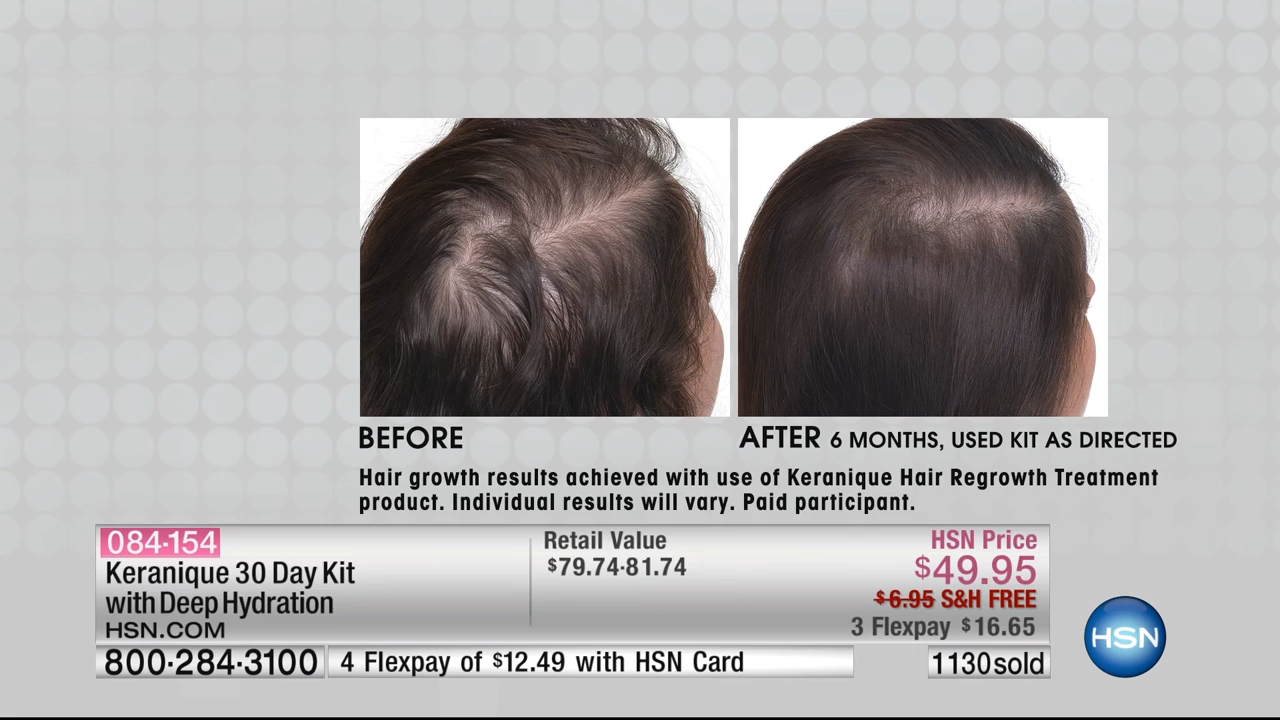 BEFORE
AFTER 6 MONTHS, USED KIT AS DIRECTED
Hair growth results achieved with use of Keranique Hair Regrowth Treatment
product. Individual results will vary. Paid participant.
084-154
Keranique 30 Day Kit
with Deep Hydration
HSN.COM
Retail Value
$79.74-81.74
HSN Price
$49.95
$6.95 S&H FREE
3 Flexpay $16.65
800-284-3100
4 Flexpay of $12.49 with HSN Card
1130sold
HSN